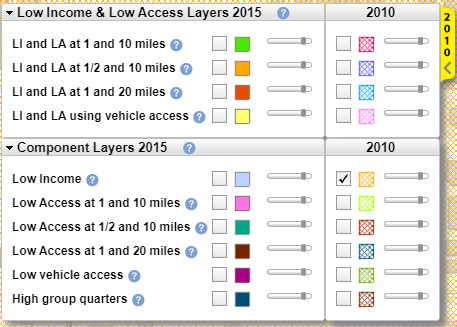 Low Income & Low Access Layers 2015 ? 2010
LI and LA at 1 and 10 miles ?
LI and LA at 1/2 and 10 miles ?
LI and LA at 1 and 20 miles ?
LI and LA using vehicle access ?
Component Layers 2015 ? 2010
Low Income ?
Low Access at 1 and 10 miles ?
Low Access at 1/2 and 10 miles ?
Low Access at 1 and 20 miles ?
Low vehicle access ?
High group quarters ?
2010